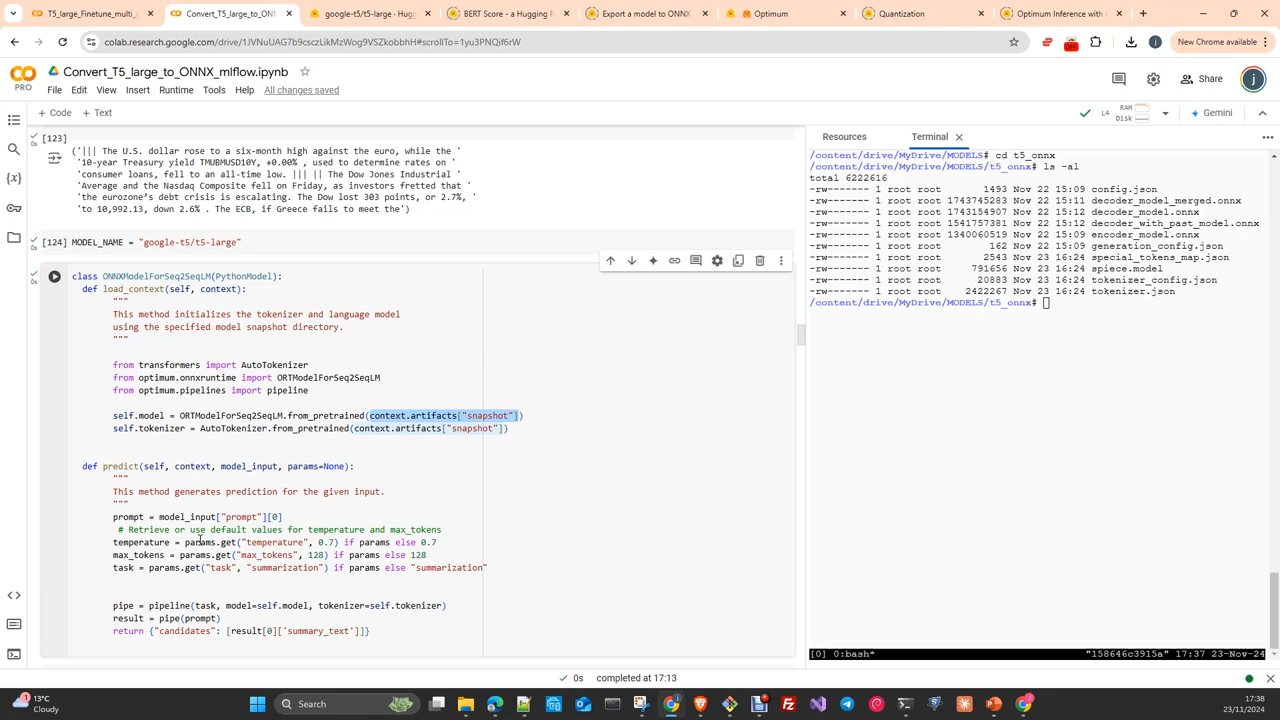 T5_large_Finetune_multi_
Convert_T5_large_to_ONN
google-t5/t5-large · Hugg
BERT Score - a Hugging F
Export a model to ONNX
Optimum
Quantization
Optimum Inference with
colab.research.google.com/drive/1JVNuUAG7b9csczLikMzWog9VSZkobbhH#scrollTo=1yu3PNQif6rW
OFF
New Chrome available
PRO
Convert_T5_large_to_ONNX_mlflow.ipynb
File Edit View Insert Runtime Tools Help All changes saved
Share
+ Code + Text
L4
RAM
Disk
Gemini
[123]
0s
('||| The U.S. dollar rose to a six-month high against the euro, while the '
'10-year Treasury yield TMUBMUSD10Y, +0.00% , used to determine rates on '
'consumer loans, fell to an all-time low. ||| || the Dow Jones Industrial '
'Average and the Nasdaq Composite fell on Friday, as investors fretted that '
'the eurozone's debt crisis is escalating. The Dow lost 303 points, or 2.7%, '
'to 10,992.13, down 2.6% . The ECB, if Greece fails to meet the')
[124] MODEL_NAME = "google-t5/t5-large"
0s
0s
class ONNXModelForSeq2SeqLM(PythonModel):
def load_context(self, context):
"""
This method initializes the tokenizer and language model
using the specified model snapshot directory.
"""
from transformers import AutoTokenizer
from optimum.onnxruntime import ORTModelForSeq2SeqLM
from optimum.pipelines import pipeline
self.model = ORTModelForSeq2SeqLM.from_pretrained(context.artifacts["snapshot"])
self.tokenizer = AutoTokenizer.from_pretrained(context.artifacts["snapshot"])
def predict(self, context, model_input, params=None):
"""
This method generates prediction for the given input.
"""
prompt = model_input["prompt"][0]
# Retrieve or use default values for temperature and max_tokens
temperature = params.get("temperature", 0.7) if params else 0.7
max_tokens = params.get("max_tokens", 128) if params else 128
task = params.get("task", "summarization") if params else "summarization"
pipe = pipeline(task, model=self.model, tokenizer=self.tokenizer)
result = pipe(prompt)
return {"candidates": [result[0]['summary_text']]}
Resources Terminal
/content/drive/MyDrive/MODELS# cd t5_onnx
/content/drive/MyDrive/MODELS/t5_onnx# ls -al
total 6222616
-rw------- 1 root root 1493 Nov 22 15:09 config.json
-rw------- 1 root root 1743745283 Nov 22 15:11 decoder_model_merged.onnx
-rw------- 1 root root 1743154907 Nov 22 15:12 decoder_model.onnx
-rw------- 1 root root 1541757381 Nov 22 15:12 decoder_with_past_model.onnx
-rw------- 1 root root 1340060519 Nov 22 15:09 encoder_model.onnx
-rw------- 1 root root 162 Nov 22 15:09 generation_config.json
-rw------- 1 root root 2543 Nov 23 16:24 special_tokens_map.json
-rw------- 1 root root 791656 Nov 23 16:24 spiece.model
-rw------- 1 root root 20883 Nov 23 16:24 tokenizer_config.json
-rw------- 1 root root 2422267 Nov 23 16:24 tokenizer.json
/content/drive/MyDrive/MODELS/t5_onnx#
[0] 0:bash* "158646c3915a" 17:37 23-Nov-24
0s completed at 17:13
13°C
Cloudy
Search
17:38
23/11/2024